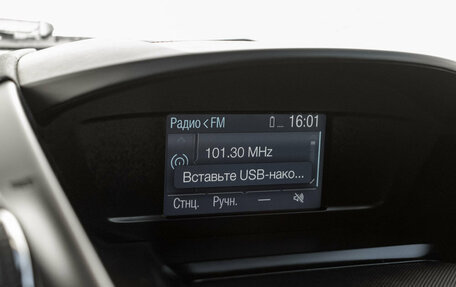 Радио <FM 16:01
101.30 MHz
Вставьте USB-нако...
Стнц. Ручн. —